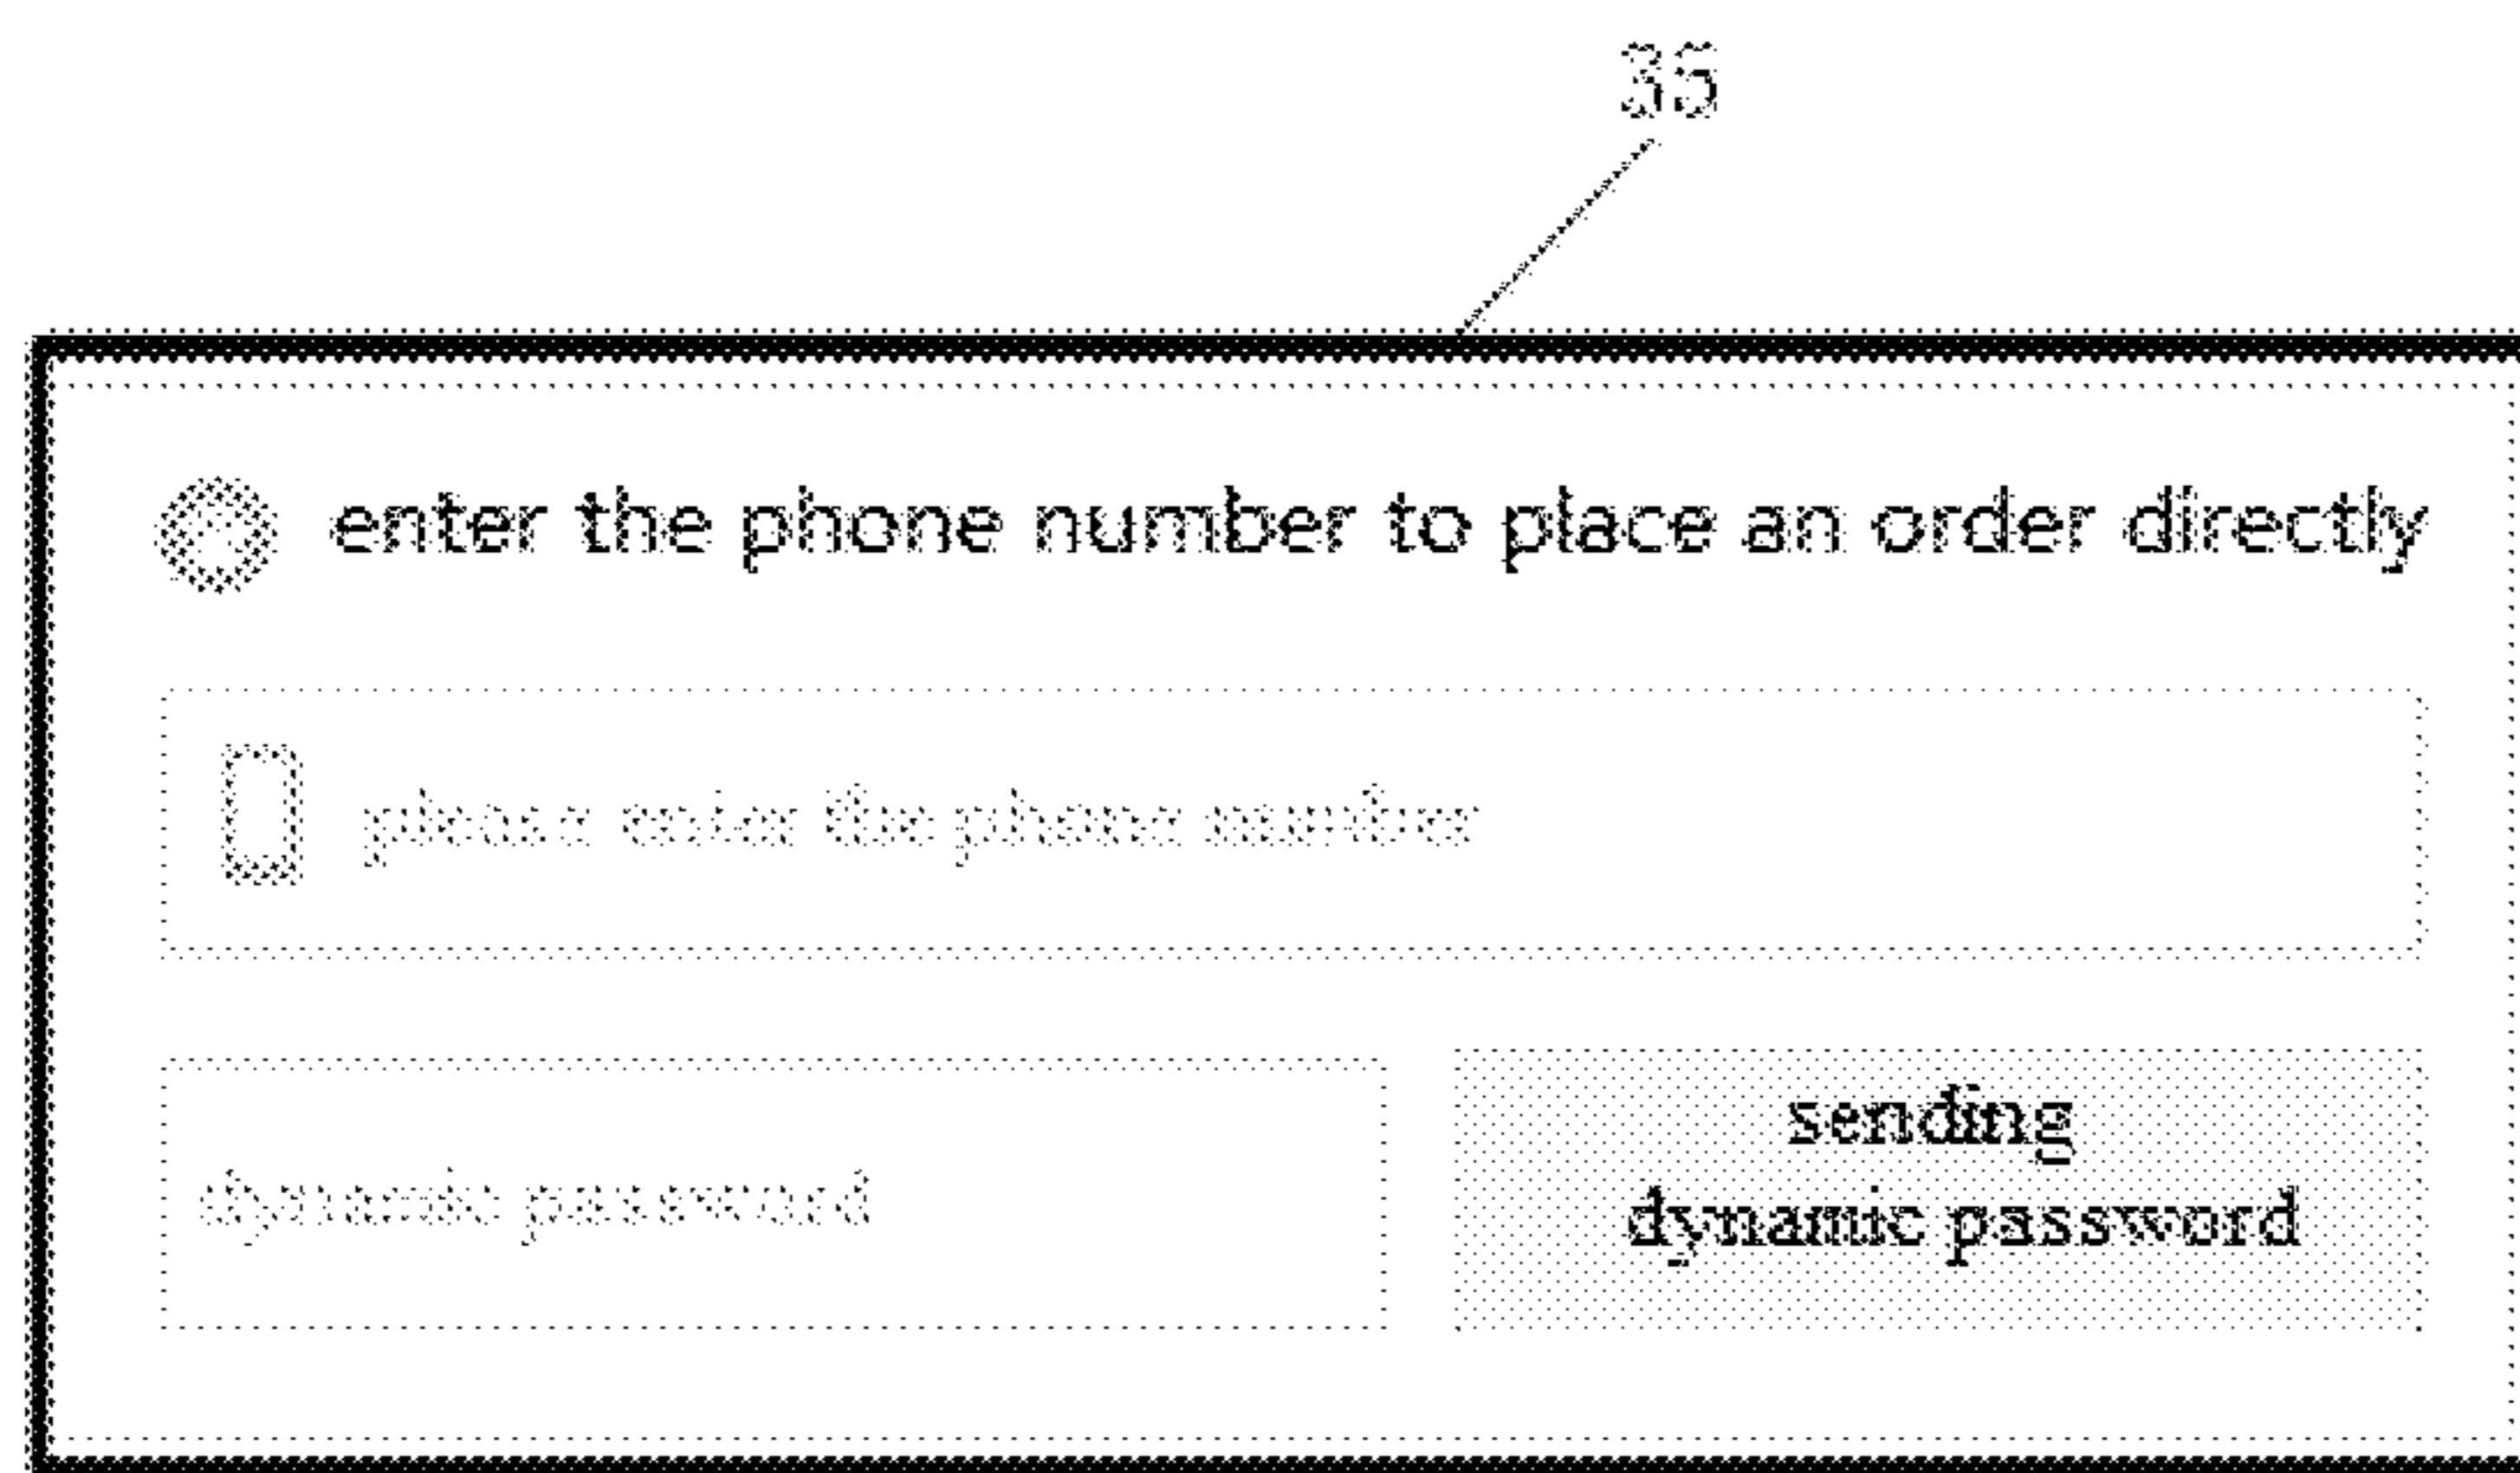 35
enter the phone number to place an order directly
please enter the phone number
dynamic password
sending
dynamic password